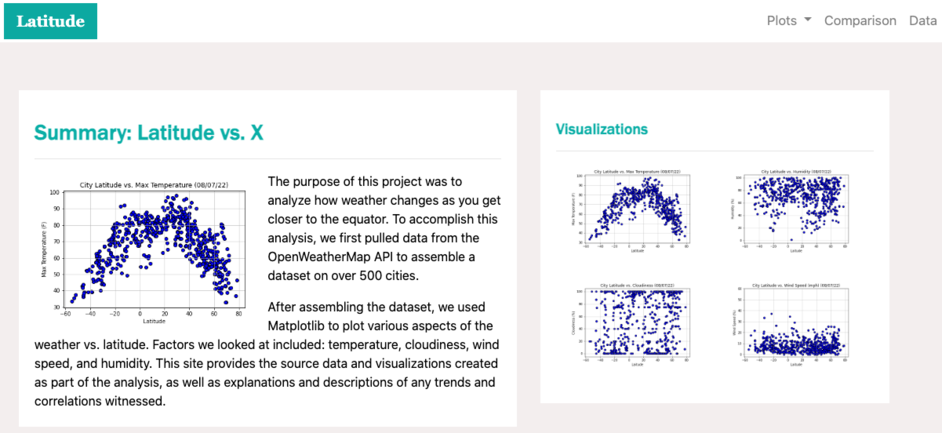 Latitude
Plots
Comparison
Data
Summary: Latitude vs. X
City Latitude vs. Max Temperature (08/07/22)
100
90
80
70
60
50
40
30
Max Temperature (F)
−60
−40
−20
0
20
40
60
80
Latitude
The purpose of this project was to
analyze how weather changes as you get
closer to the equator. To accomplish this
analysis, we first pulled data from the
OpenWeatherMap API to assemble a
dataset on over 500 cities.
After assembling the dataset, we used
Matplotlib to plot various aspects of the
weather vs. latitude. Factors we looked at included: temperature, cloudiness, wind
speed, and humidity. This site provides the source data and visualizations created
as part of the analysis, as well as explanations and descriptions of any trends and
correlations witnessed.
Visualizations
City Latitude vs. Max Temperature (08/07/22)
Max Temperature (F)
Latitude
City Latitude vs. Humidity (08/07/22)
Humidity (%)
Latitude
City Latitude vs. Cloudiness (08/07/22)
Cloudiness (%)
Latitude
City Latitude vs. Wind Speed (mph) (08/07/22)
Latitude